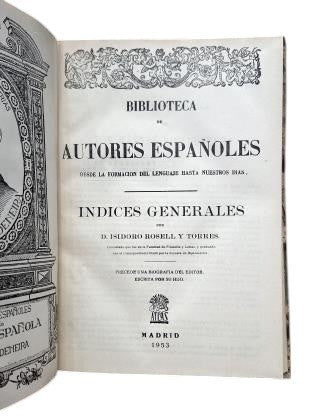 BIBLIOTECA
DE
AUTORES ESPAÑOLES
DESDE LA FORMACION DEL LENGUAJE HASTA NUESTROS DIAS.
INDICES GENERALES
POR
D. ISIDORO ROSELL Y TORRES.
PRECEDE UNA BIOGRAFIA DEL EDITOR,
ESCRITA POR SU HIJO.
ATLAS
MADRID
1953
ESPAÑOLES
ESPAÑOLA